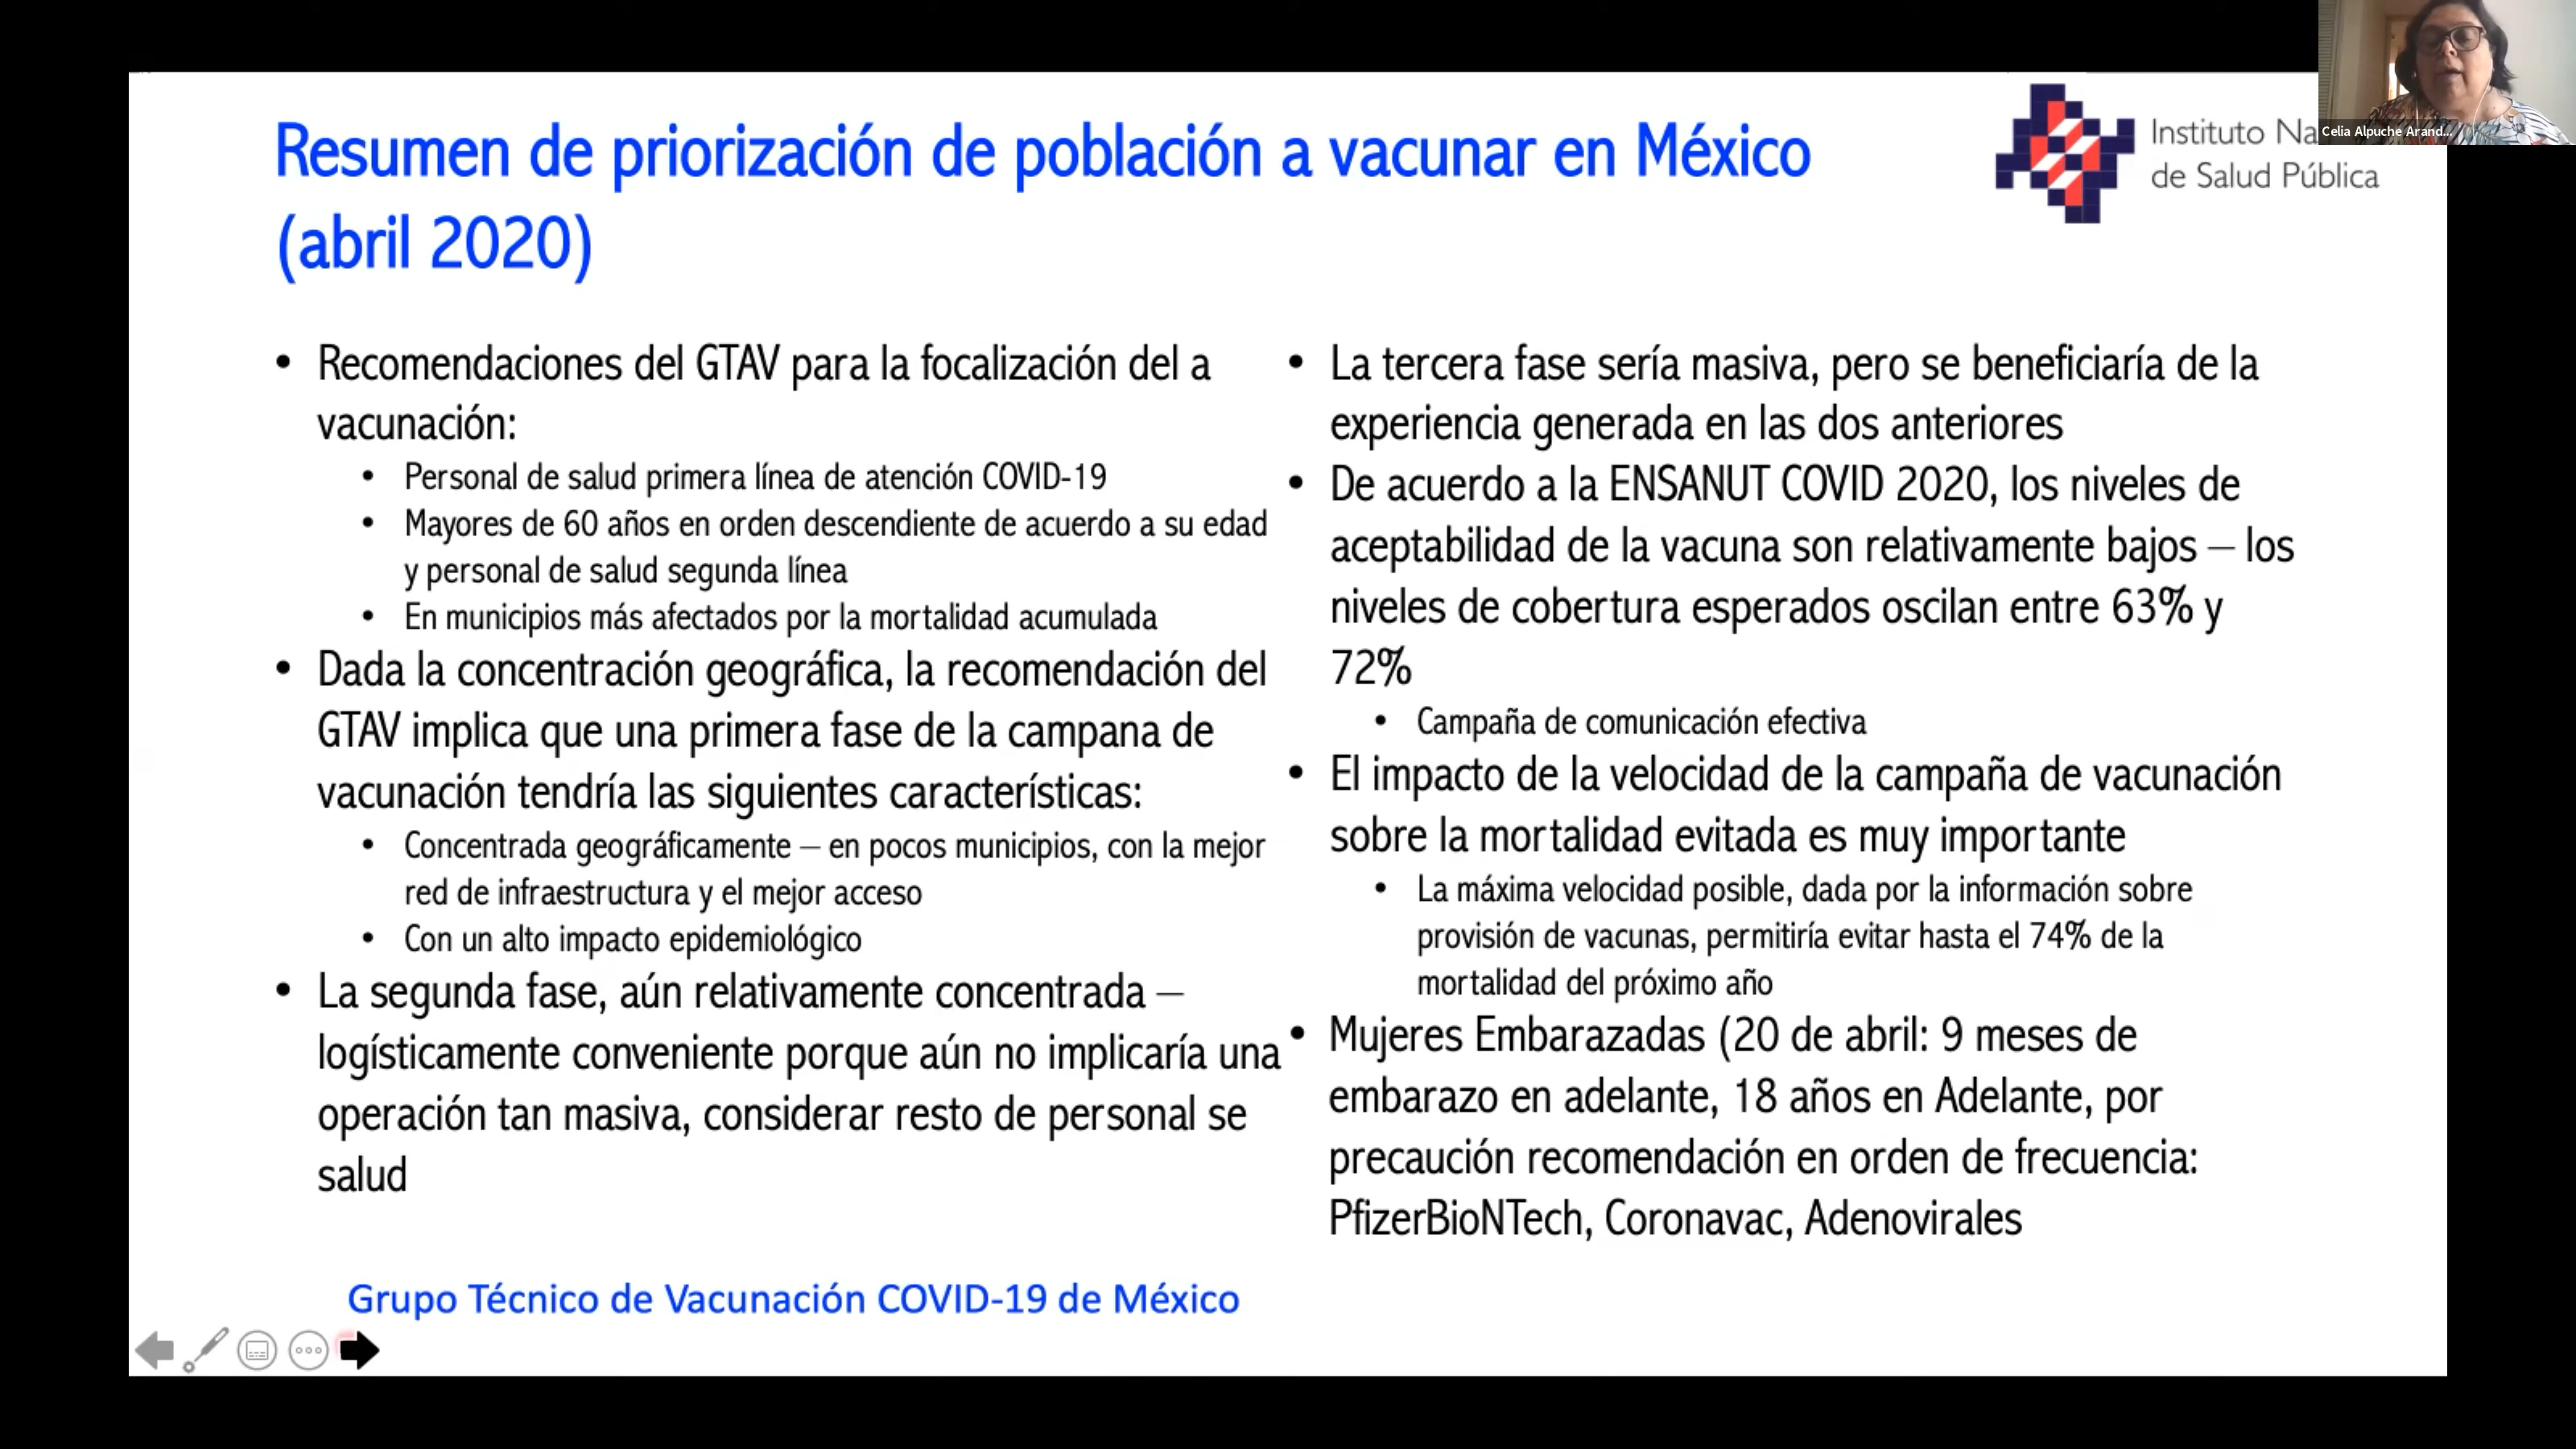 Resumen de priorización de población a vacunar en México
(abril 2020)
Instituto Na
de Salud Pública
Celia Alpuche Arand...
• Recomendaciones del GTAV para la focalización del a
vacunación:
• Personal de salud primera línea de atención COVID-19
• Mayores de 60 años en orden descendiente de acuerdo a su edad
y personal de salud segunda línea
• En municipios más afectados por la mortalidad acumulada
• Dada la concentración geográfica, la recomendación del
GTAV implica que una primera fase de la campana de
vacunación tendría las siguientes características:
• Concentrada geográficamente – en pocos municipios, con la mejor
red de infraestructura y el mejor acceso
• Con un alto impacto epidemiológico
• La segunda fase, aún relativamente concentrada –
logísticamente conveniente porque aún no implicaría una
operación tan masiva, considerar resto de personal se
salud
• La tercera fase sería masiva, pero se beneficiaría de la
experiencia generada en las dos anteriores
• De acuerdo a la ENSANUT COVID 2020, los niveles de
aceptabilidad de la vacuna son relativamente bajos – los
niveles de cobertura esperados oscilan entre 63% y
72%
• Campaña de comunicación efectiva
• El impacto de la velocidad de la campaña de vacunación
sobre la mortalidad evitada es muy importante
• La máxima velocidad posible, dada por la información sobre
provisión de vacunas, permitiría evitar hasta el 74% de la
mortalidad del próximo año
• Mujeres Embarazadas (20 de abril: 9 meses de
embarazo en adelante, 18 años en Adelante, por
precaución recomendación en orden de frecuencia:
PfizerBioNTech, Coronavac, Adenovirales
Grupo Técnico de Vacunación COVID-19 de México